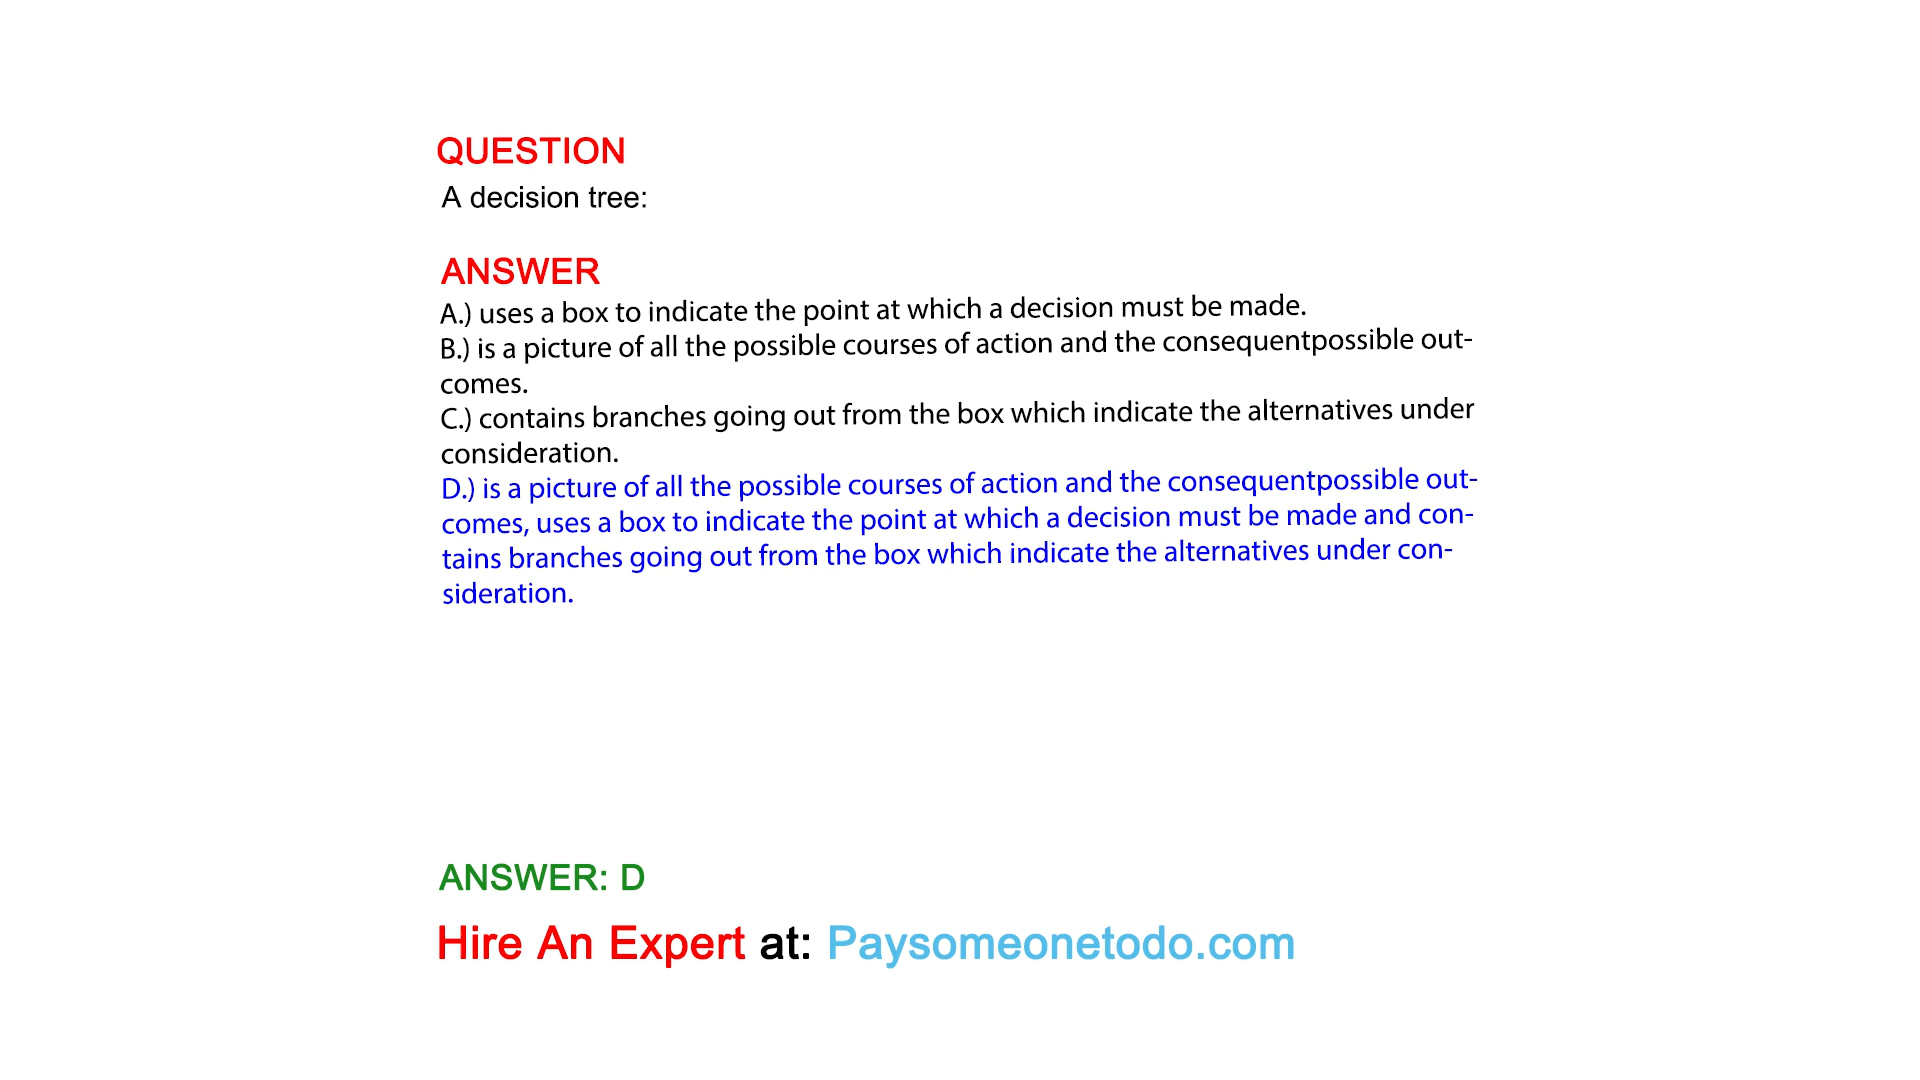 QUESTION
A decision tree:
ANSWER
A.) uses a box to indicate the point at which a decision must be made.
B.) is a picture of all the possible courses of action and the consequentpossible out-
comes.
C.) contains branches going out from the box which indicate the alternatives under
consideration.
D.) is a picture of all the possible courses of action and the consequentpossible out-
comes, uses a box to indicate the point at which a decision must be made and con-
tains branches going out from the box which indicate the alternatives under con-
sideration.
ANSWER: D
Hire An Expert at: Paysomeonetodo.com